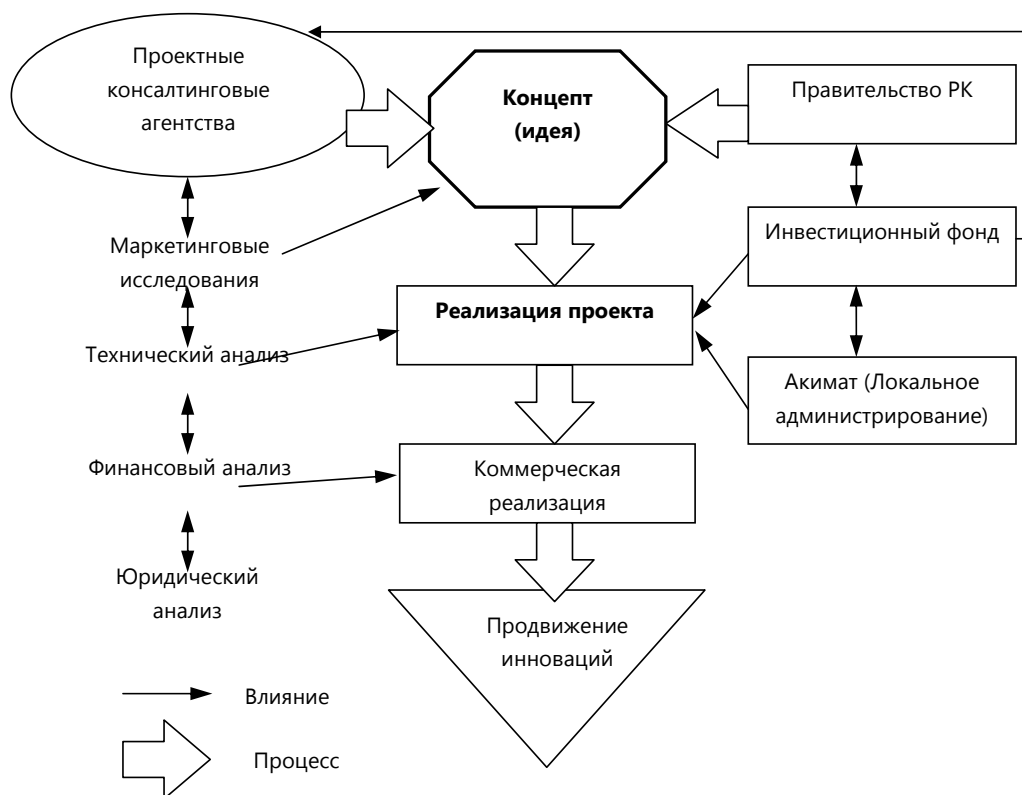 Проектные
консалтинговые
агентства
Концепт
(идея)
Правительство РК
Маркетинговые
исследования
Инвестиционный фонд
Реализация проекта
Технический анализ
Акимат (Локальное
администрирование)
Финансовый анализ
Коммерческая
реализация
Юридический
анализ
Продвижение
инноваций
Влияние
Процесс